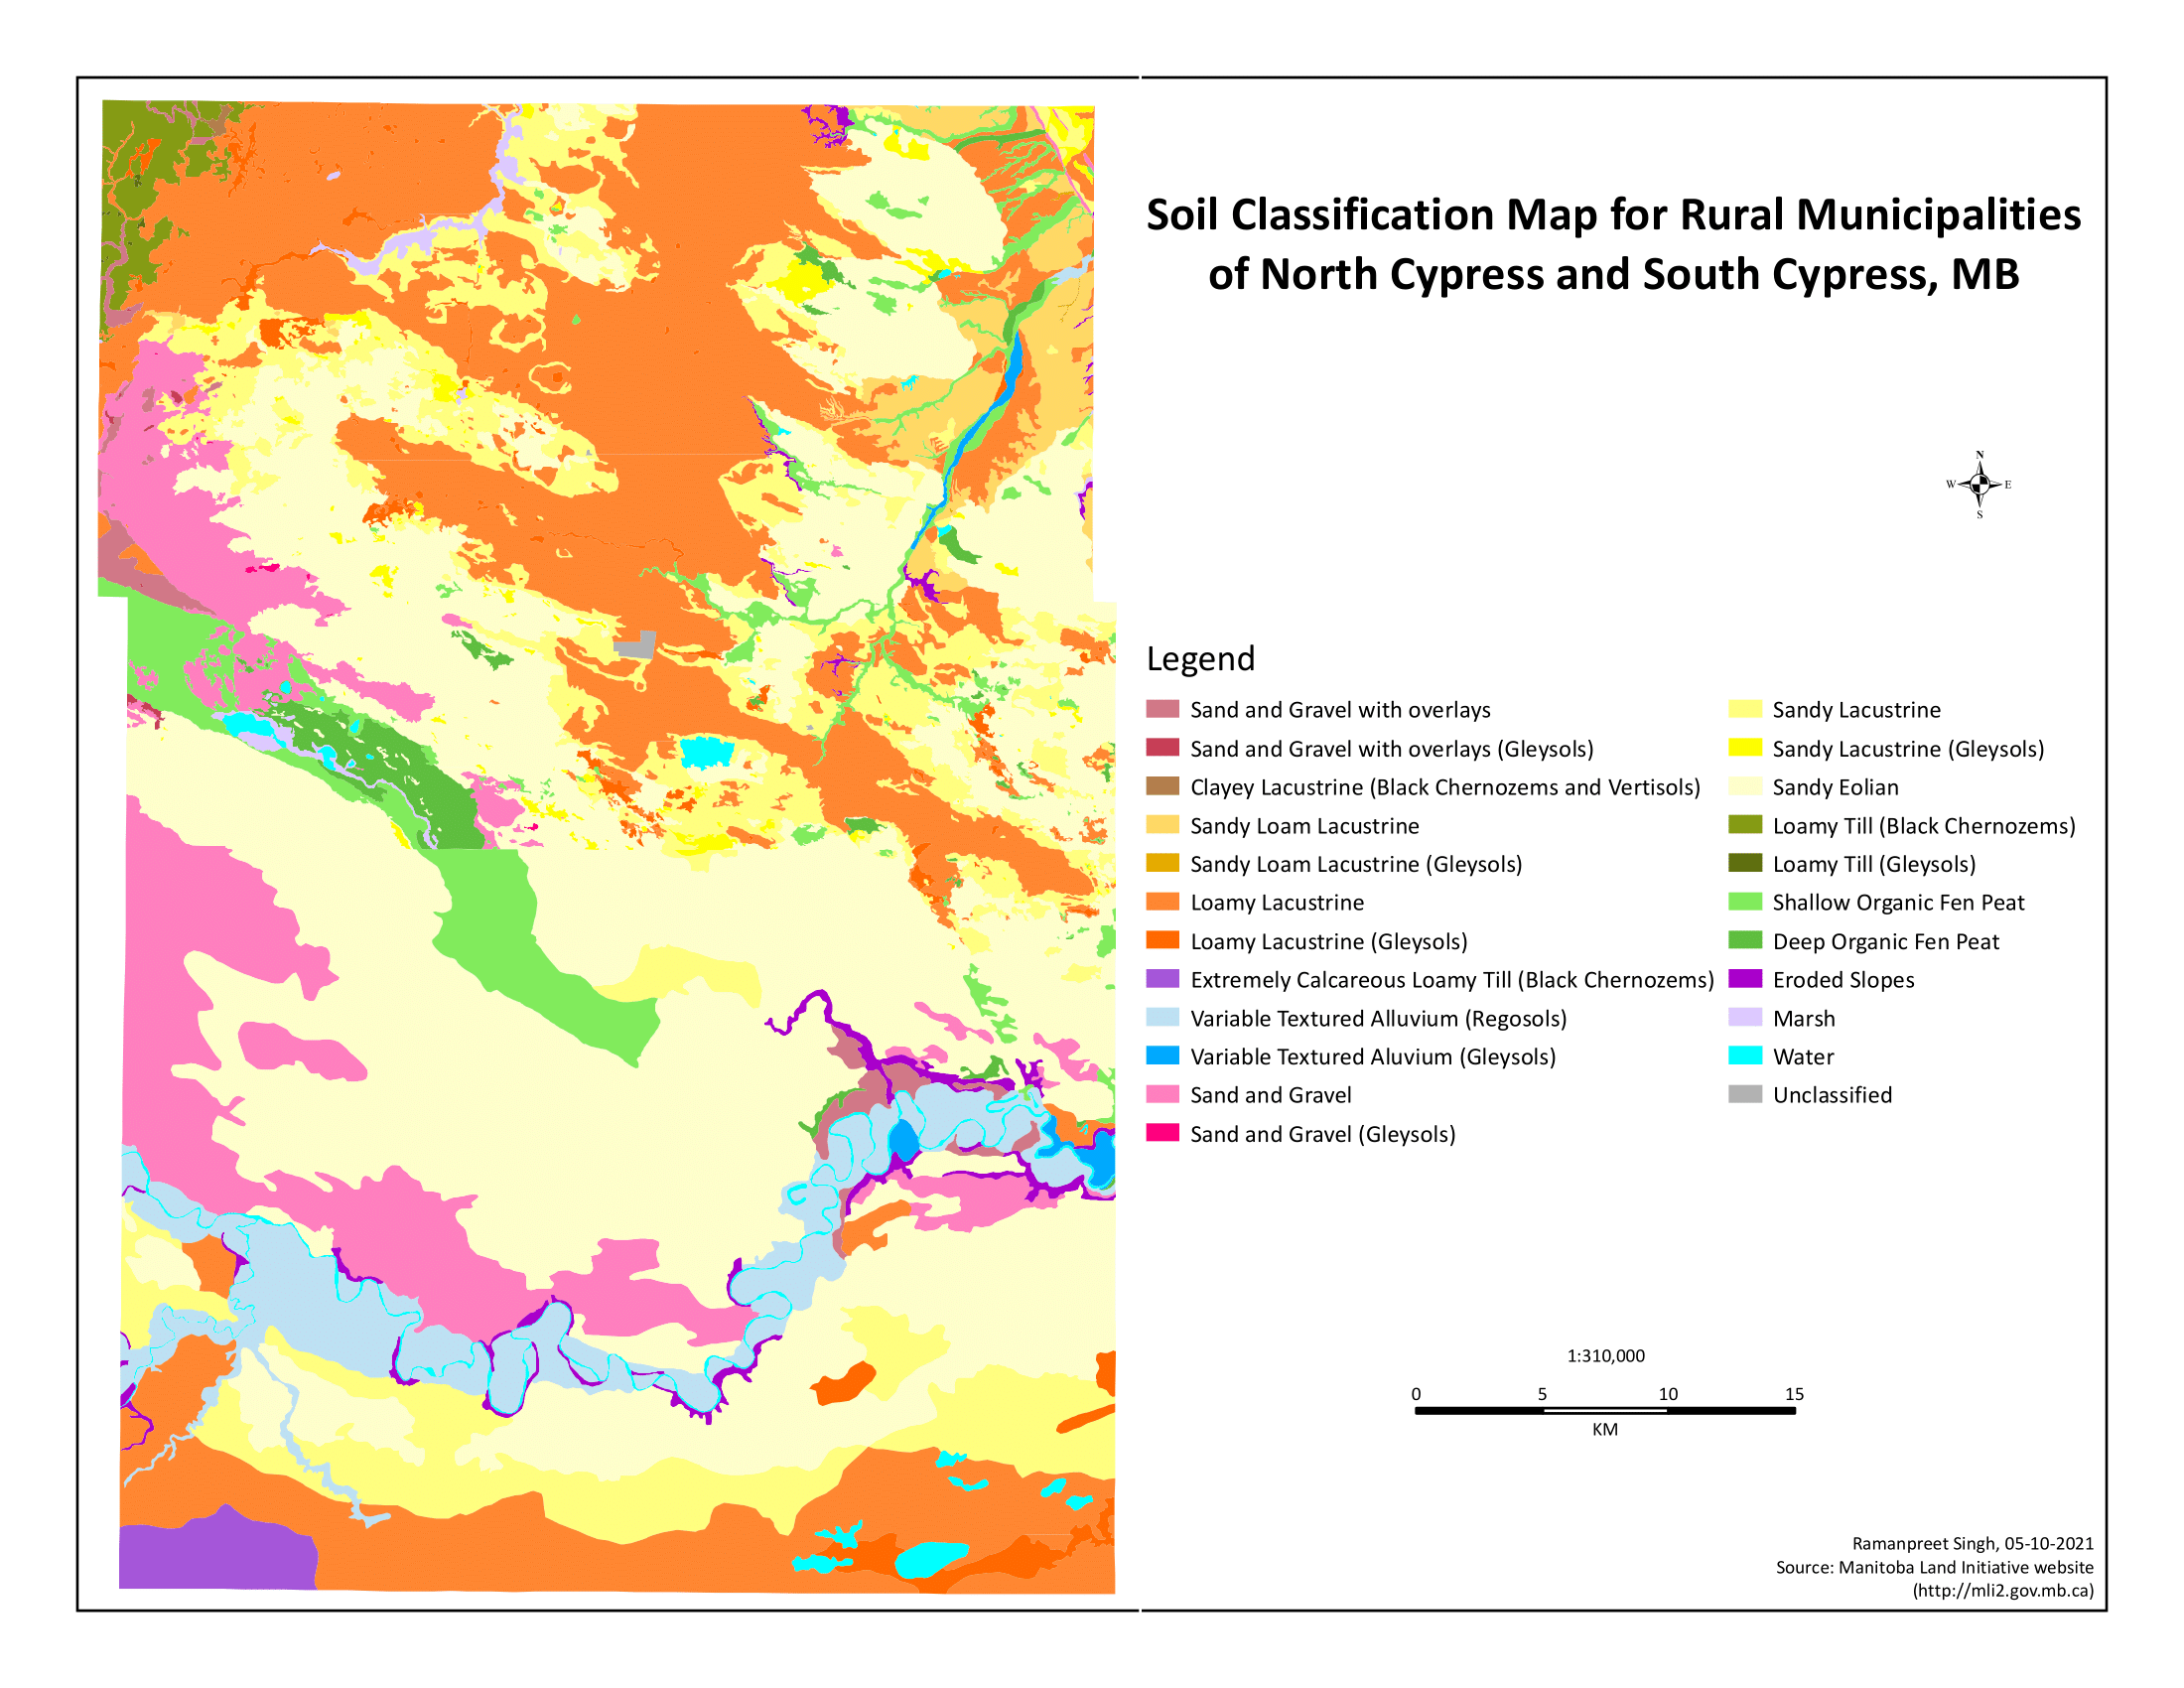 Soil Classification Map for Rural Municipalities
of North Cypress and South Cypress, MB
N
W E
S
Legend
Sand and Gravel with overlays
Sand and Gravel with overlays (Gleysols)
Clayey Lacustrine (Black Chernozems and Vertisols)
Sandy Loam Lacustrine
Sandy Loam Lacustrine (Gleysols)
Loamy Lacustrine
Loamy Lacustrine (Gleysols)
Extremely Calcareous Loamy Till (Black Chernozems)
Variable Textured Alluvium (Regosols)
Variable Textured Aluvium (Gleysols)
Sand and Gravel
Sand and Gravel (Gleysols)
Sandy Lacustrine
Sandy Lacustrine (Gleysols)
Sandy Eolian
Loamy Till (Black Chernozems)
Loamy Till (Gleysols)
Shallow Organic Fen Peat
Deep Organic Fen Peat
Eroded Slopes
Marsh
Water
Unclassified
1:310,000
0 5 10 15
KM
Ramanpreet Singh, 05-10-2021
Source: Manitoba Land Initiative website
(http://mli2.gov.mb.ca)